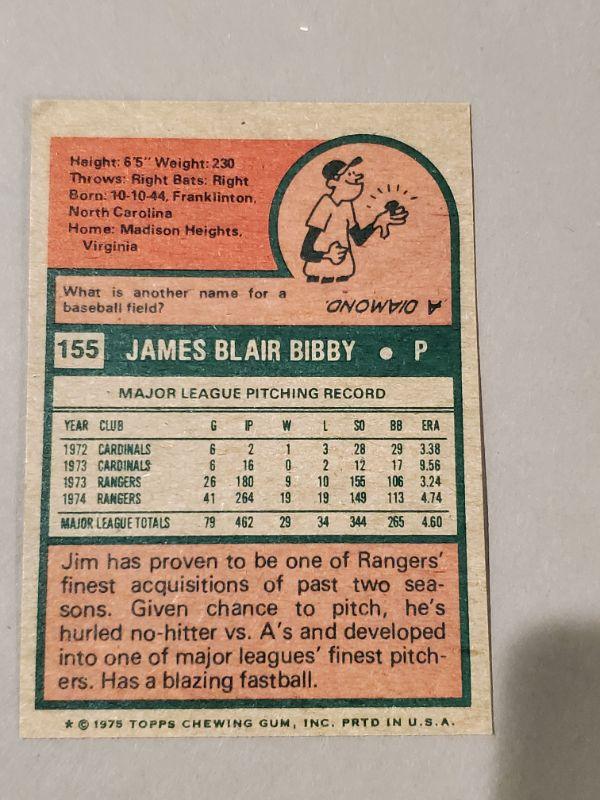 Height: 6'5" Weight: 230
Throws: Right Bats: Right
Born: 10-10-44, Franklinton,
North Carolina
Home: Madison Heights,
Virginia
What is another name for a
baseball field?
A DIAMOND.
155 JAMES BLAIR BIBBY • P
MAJOR LEAGUE PITCHING RECORD
YEAR CLUB G IP W L SO BB ERA
1972 CARDINALS 6 2 1 3 28 29 3.38
1973 CARDINALS 6 16 0 2 12 17 9.56
1973 RANGERS 26 180 9 10 155 106 3.24
1974 RANGERS 41 264 19 19 149 113 4.74
MAJOR LEAGUE TOTALS 79 462 29 34 344 265 4.60
Jim has proven to be one of Rangers'
finest acquisitions of past two sea-
sons. Given chance to pitch, he's
hurled no-hitter vs. A's and developed
into one of major leagues' finest pitch-
ers. Has a blazing fastball.
* © 1975 TOPPS CHEWING GUM, INC. PRTD IN U.S.A.